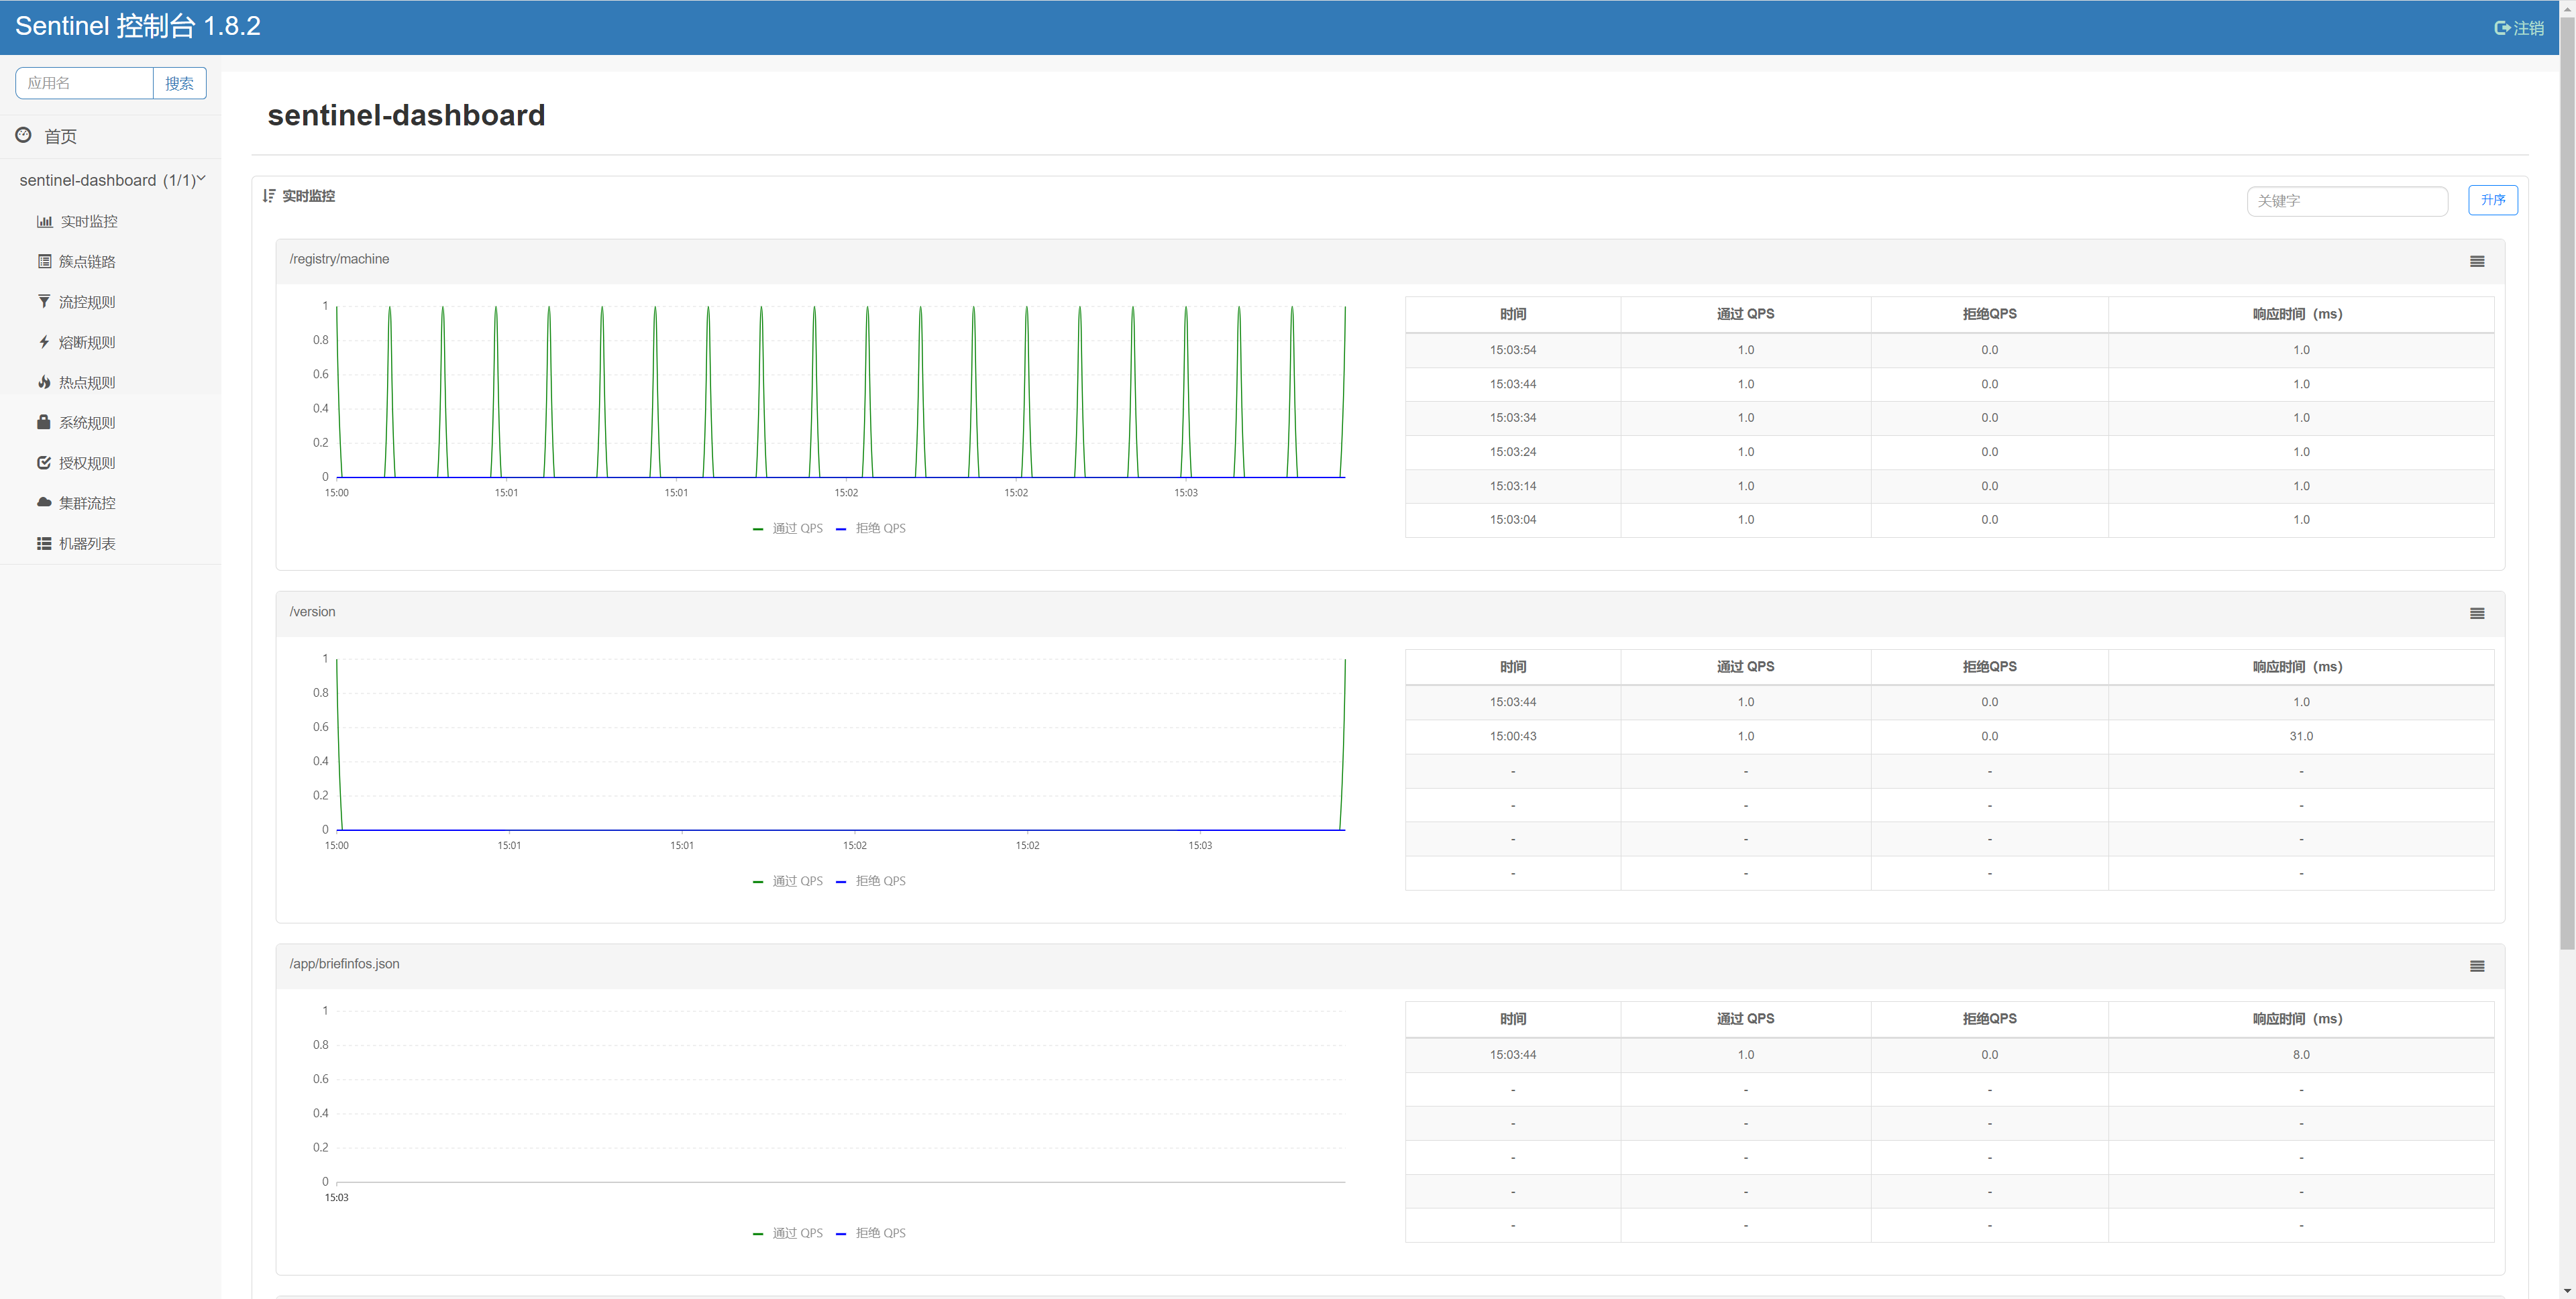 Sentinel 控制台 1.8.2
注销
应用名
搜索
首页
sentinel-dashboard (1/1)
实时监控
簇点链路
流控规则
熔断规则
热点规则
系统规则
授权规则
集群流控
机器列表
sentinel-dashboard
实时监控
关键字
升序
/registry/machine
1
0.8
0.6
0.4
0.2
0
15:00 15:01 15:01 15:02 15:02 15:03
通过 QPS 拒绝 QPS
时间 通过 QPS 拒绝QPS 响应时间（ms）
15:03:54 1.0 0.0 1.0
15:03:44 1.0 0.0 1.0
15:03:34 1.0 0.0 1.0
15:03:24 1.0 0.0 1.0
15:03:14 1.0 0.0 1.0
15:03:04 1.0 0.0 1.0
/version
1
0.8
0.6
0.4
0.2
0
15:00 15:01 15:01 15:02 15:02 15:03
通过 QPS 拒绝 QPS
时间 通过 QPS 拒绝QPS 响应时间（ms）
15:03:44 1.0 0.0 1.0
15:00:43 1.0 0.0 31.0
- - - -
- - - -
- - - -
- - - -
/app/briefinfos.json
1
0.8
0.6
0.4
0.2
0
15:03
通过 QPS 拒绝 QPS
时间 通过 QPS 拒绝QPS 响应时间（ms）
15:03:44 1.0 0.0 8.0
- - - -
- - - -
- - - -
- - - -
- - - -